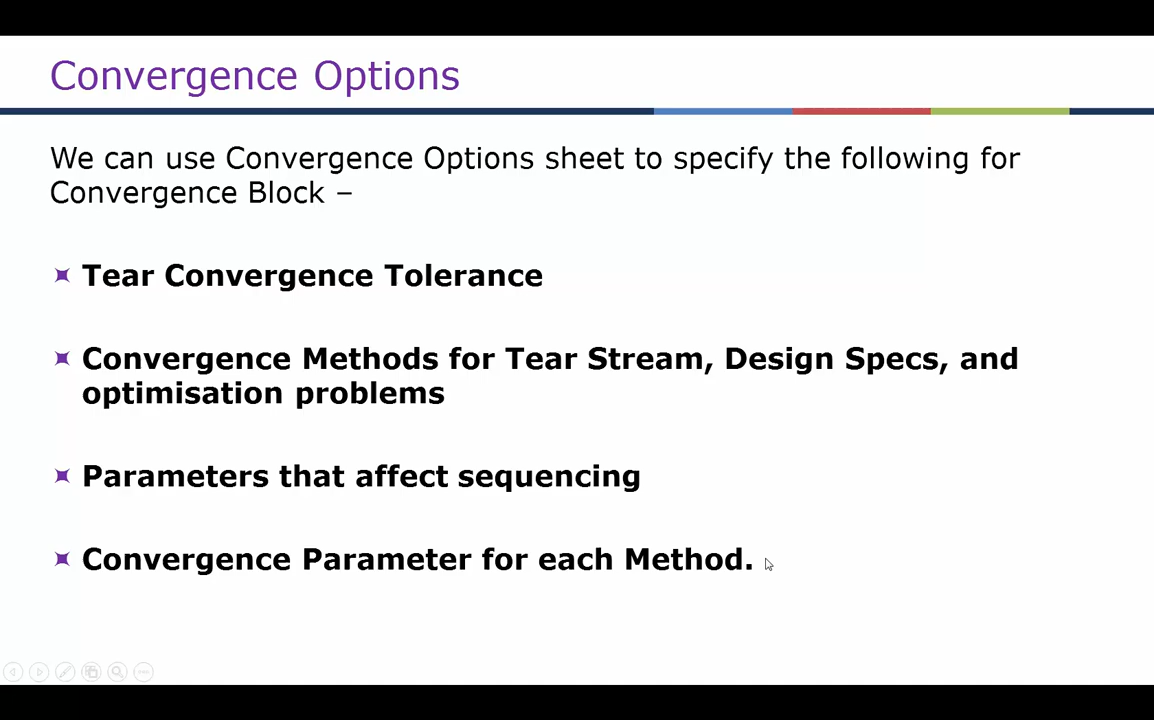 Convergence Options
We can use Convergence Options sheet to specify the following for
Convergence Block –
Tear Convergence Tolerance
Convergence Methods for Tear Stream, Design Specs, and
optimisation problems
Parameters that affect sequencing
Convergence Parameter for each Method.